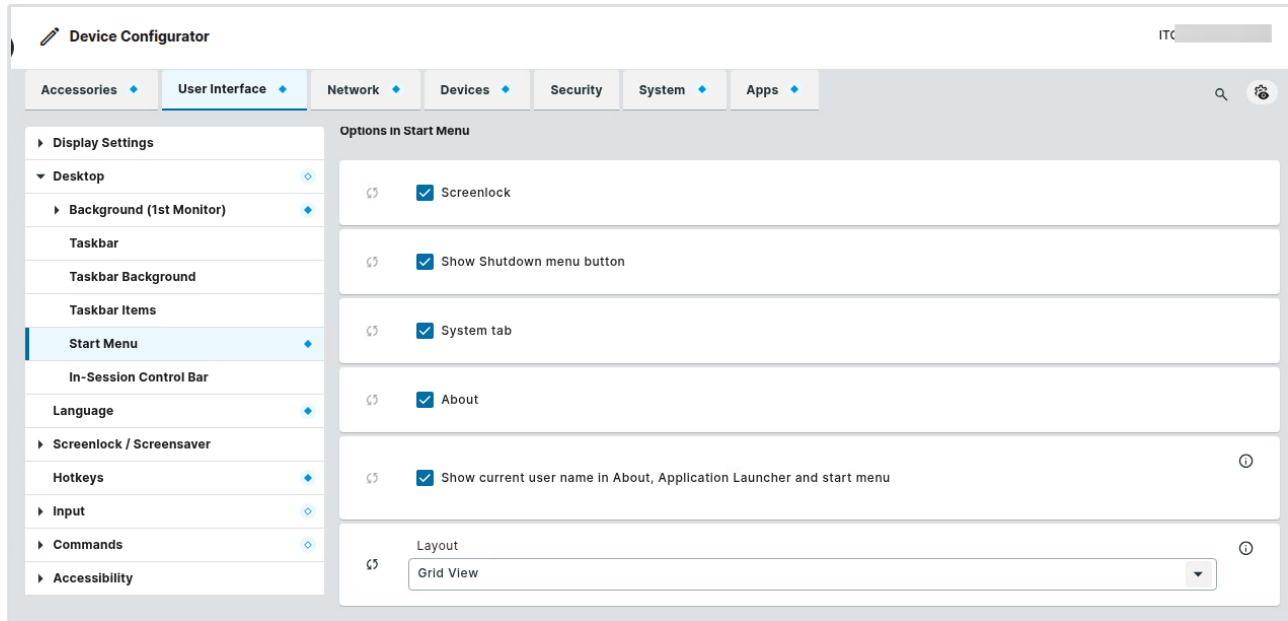 Device Configurator
ITC
Accessories
User Interface
Network
Devices
Security
System
Apps
Display Settings
Desktop
Background (1st Monitor)
Taskbar
Taskbar Background
Taskbar Items
Start Menu
In-Session Control Bar
Language
Screenlock / Screensaver
Hotkeys
Input
Commands
Accessibility
Options in Start Menu
Screenlock
Show Shutdown menu button
System tab
About
Show current user name in About, Application Launcher and start menu
Layout
Grid View